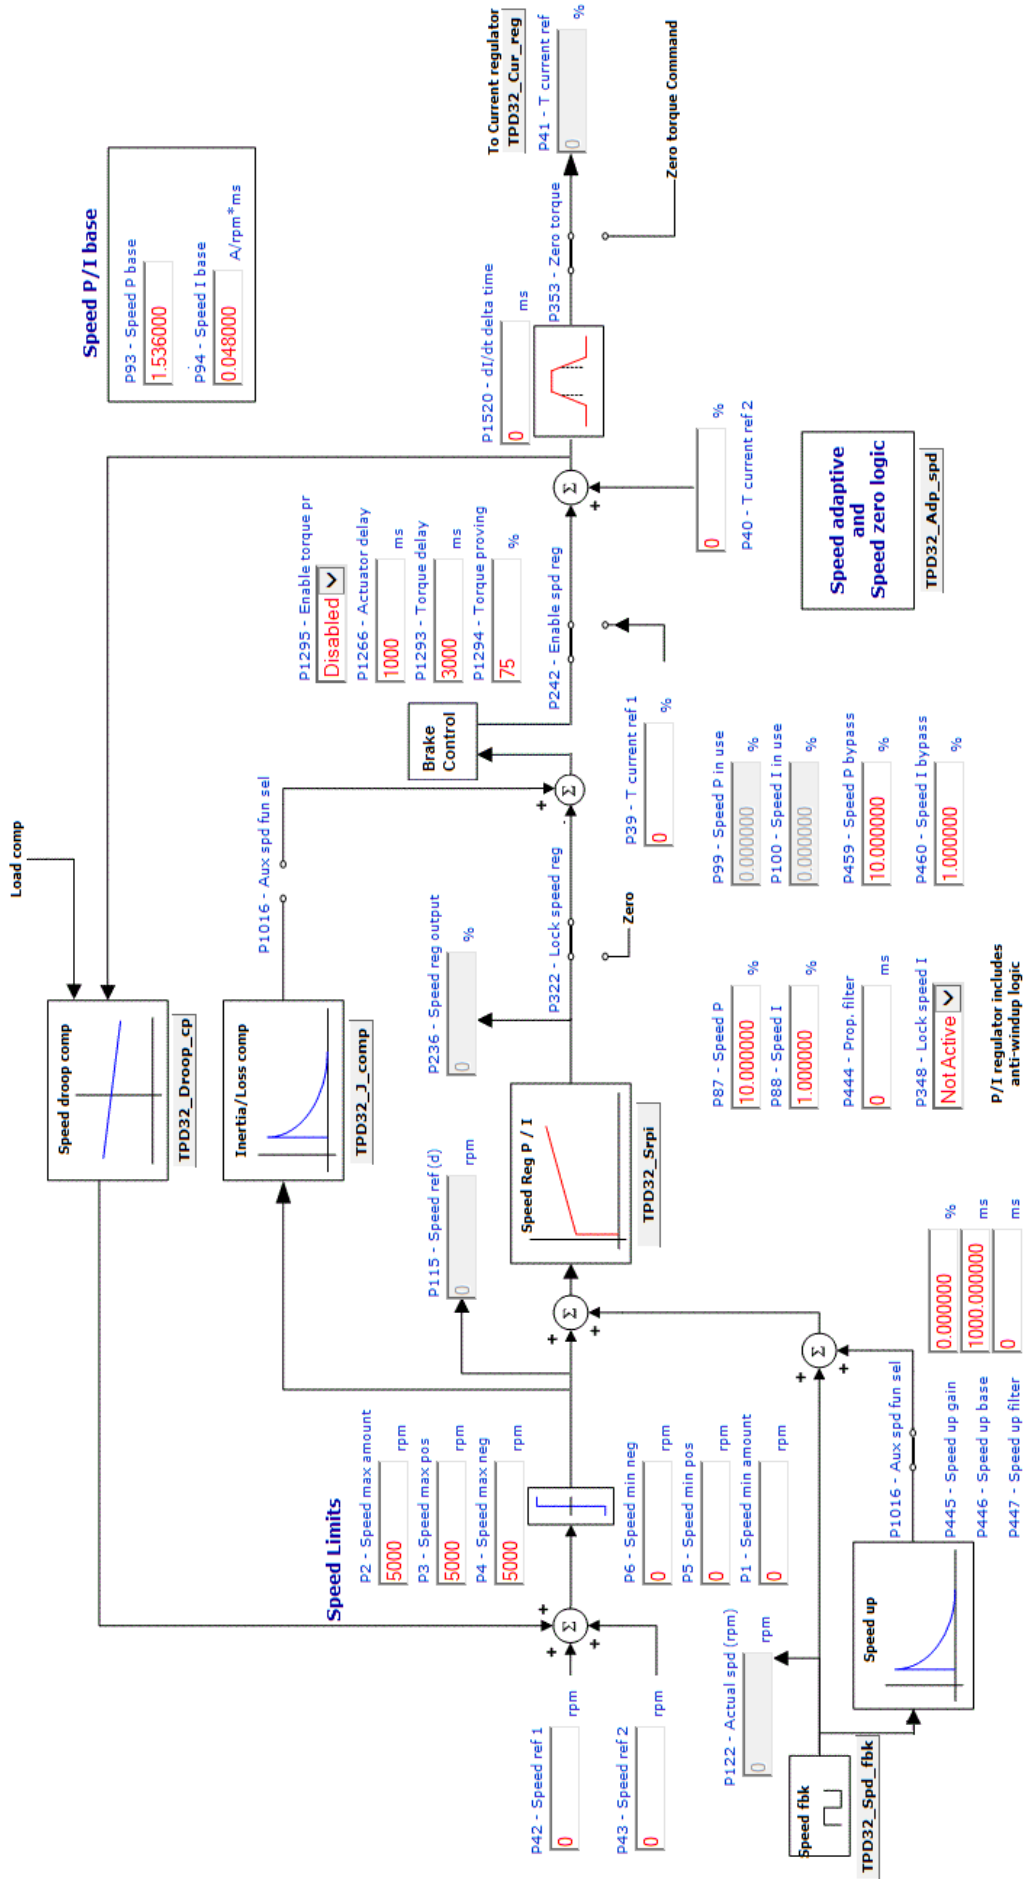 Load comp
Speed droop comp
TPD32_Droop_cp
Inertia/Loss comp
TPD32_J_comp
P1016 - Aux spd fun sel
Speed P/I base
P93 - Speed P base
1.536000
P94 - Speed I base
0.048000
A/rpm*ms
Speed Limits
P2 - Speed max amount
5000
rpm
P3 - Speed max pos
5000
rpm
P4 - Speed max neg
5000
rpm
P115 - Speed ref (d)
0
rpm
P236 - Speed reg output
0
%
P1295 - Enable torque pr
Disabled
P1266 - Actuator delay
1000
ms
P1293 - Torque delay
3000
ms
P1294 - Torque proving
75
%
Brake
Control
P1520 - dI/dt delta time
0
ms
To Current regulator
TPD32_Cur_reg
P41 - T current ref
0
%
P42 - Speed ref 1
0
rpm
P43 - Speed ref 2
0
rpm
+
+
+
Σ
+
+
Σ
Speed Reg P / I
TPD32_Srpi
P322 - Lock speed reg
Zero
+
Σ
P242 - Enable spd reg
P39 - T current ref 1
0
%
Σ
+
P353 - Zero torque
Zero torque Command
P40 - T current ref 2
0
%
P6 - Speed min neg
0
rpm
P5 - Speed min pos
0
rpm
P1 - Speed min amount
0
rpm
P122 - Actual spd (rpm)
0
rpm
Speed fbk
TPD32_Spd_fbk
Speed up
P1016 - Aux spd fun sel
+
+
Σ
P445 - Speed up gain
0.000000
%
P446 - Speed up base
1000.000000
ms
P447 - Speed up filter
0
ms
P87 - Speed P
10.000000
%
P88 - Speed I
1.000000
%
P444 - Prop. filter
0
ms
P348 - Lock speed I
Not Active
P/I regulator includes
anti-windup logic
P99 - Speed P in use
0.000000
%
P100 - Speed I in use
0.000000
%
P459 - Speed P bypass
10.000000
%
P460 - Speed I bypass
1.000000
%
Speed adaptive
and
Speed zero logic
TPD32_Adp_spd